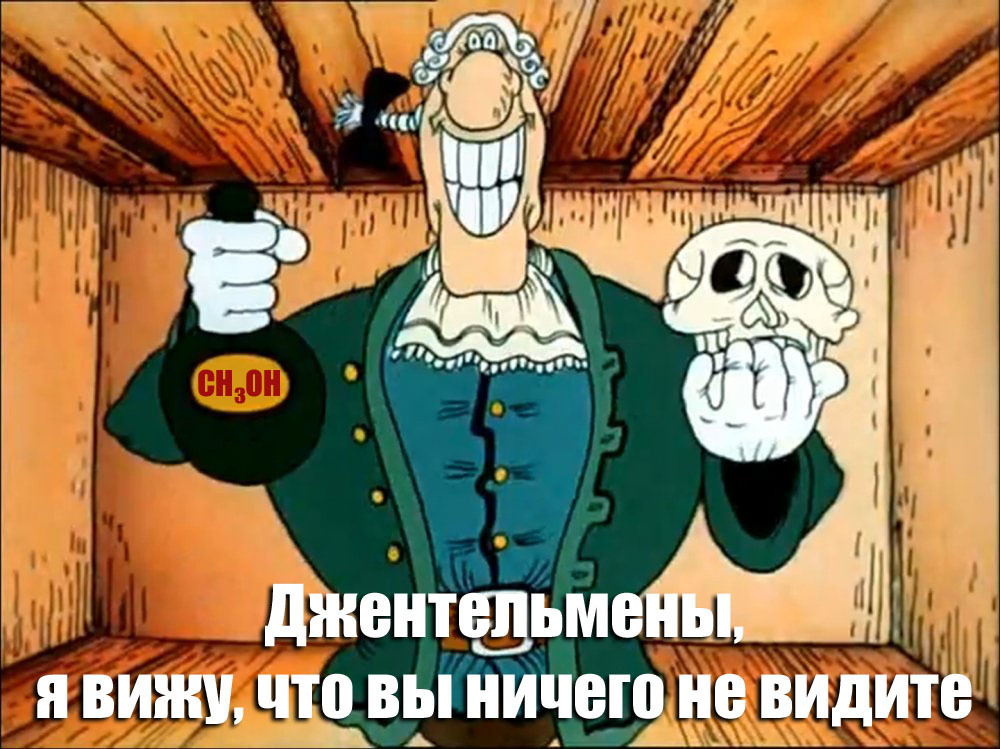 CH₃OH
Джентельмены,
я вижу, что вы ничего не видите